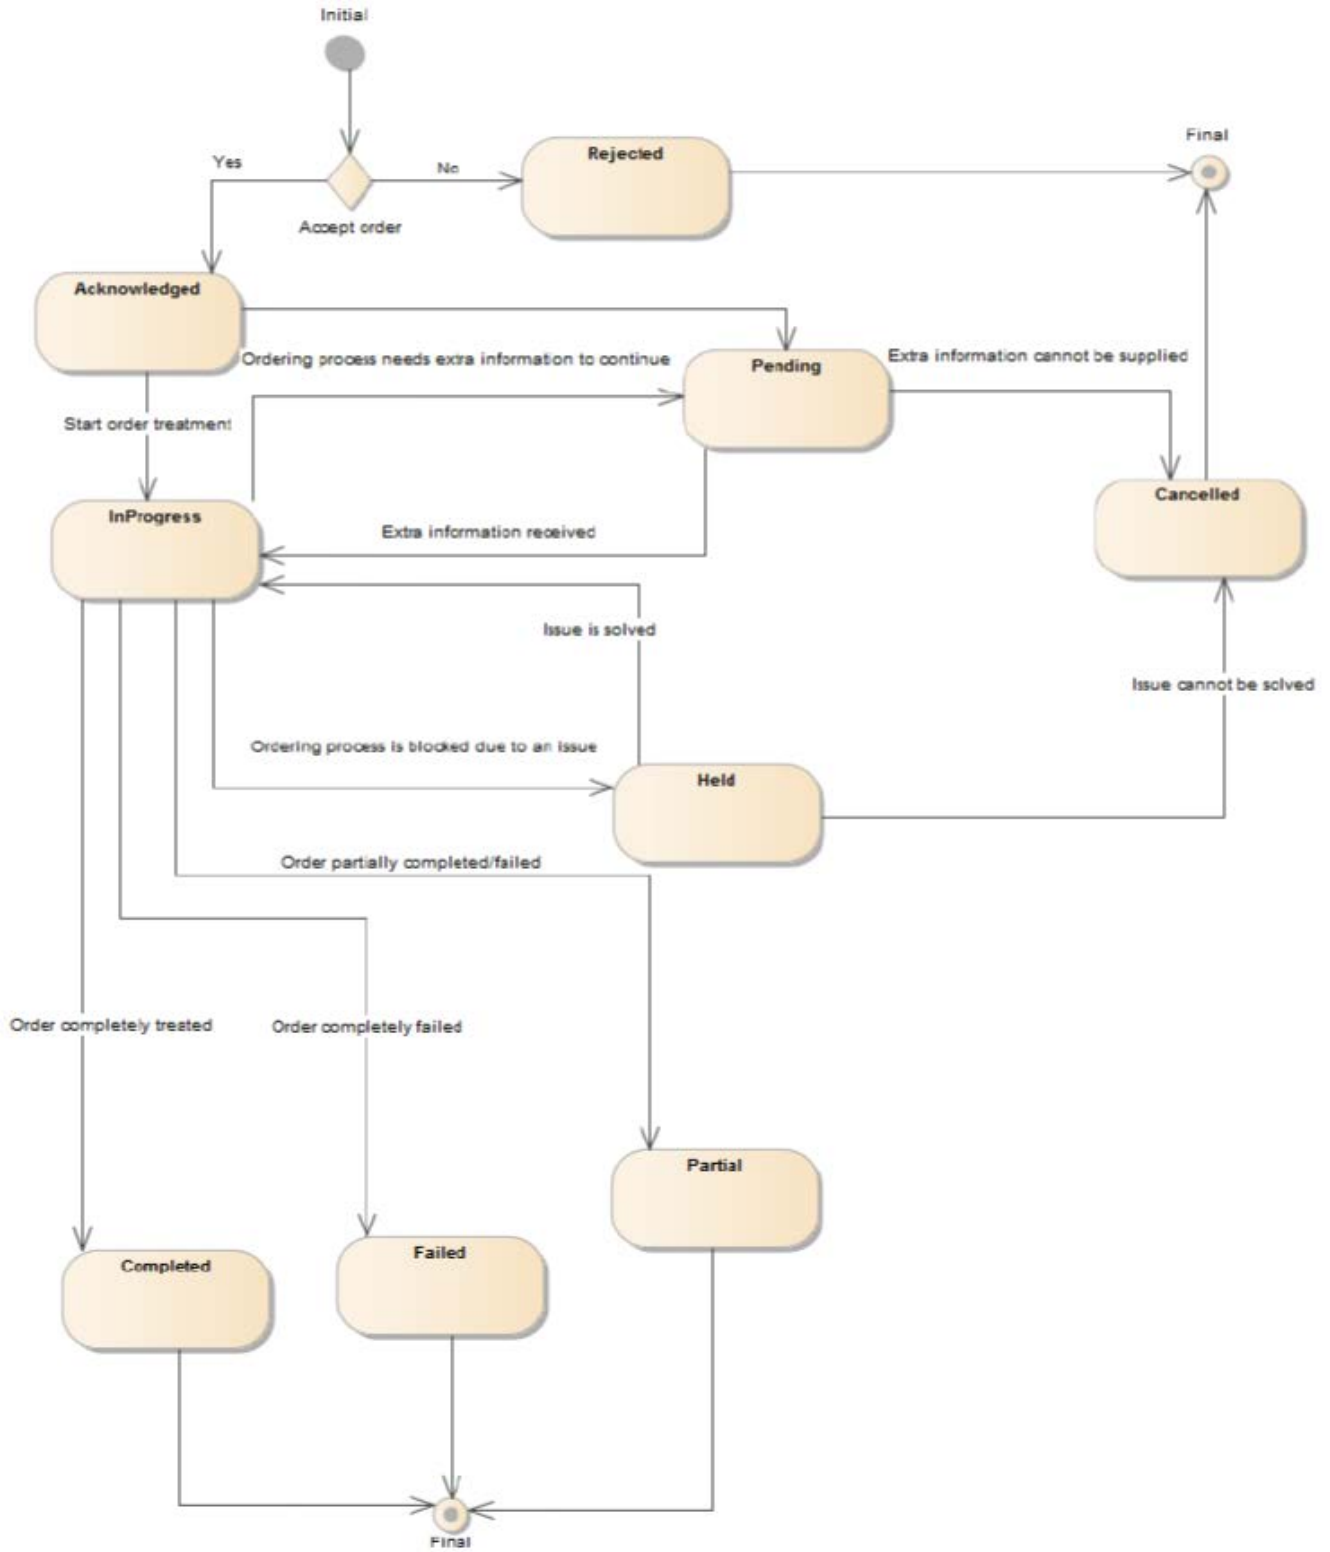 Initial
Final
Rejected
Yes
No
Accept order
Acknowledged
Ordering process needs extra information to continue
Extra information cannot be supplied
Pending
Start order treatment
Cancelled
InProgress
Extra information received
Issue is solved
Issue cannot be solved
Ordering process is blocked due to an issue
Held
Order partially completed/failed
Order completely treated
Order completely failed
Partial
Failed
Completed
Final